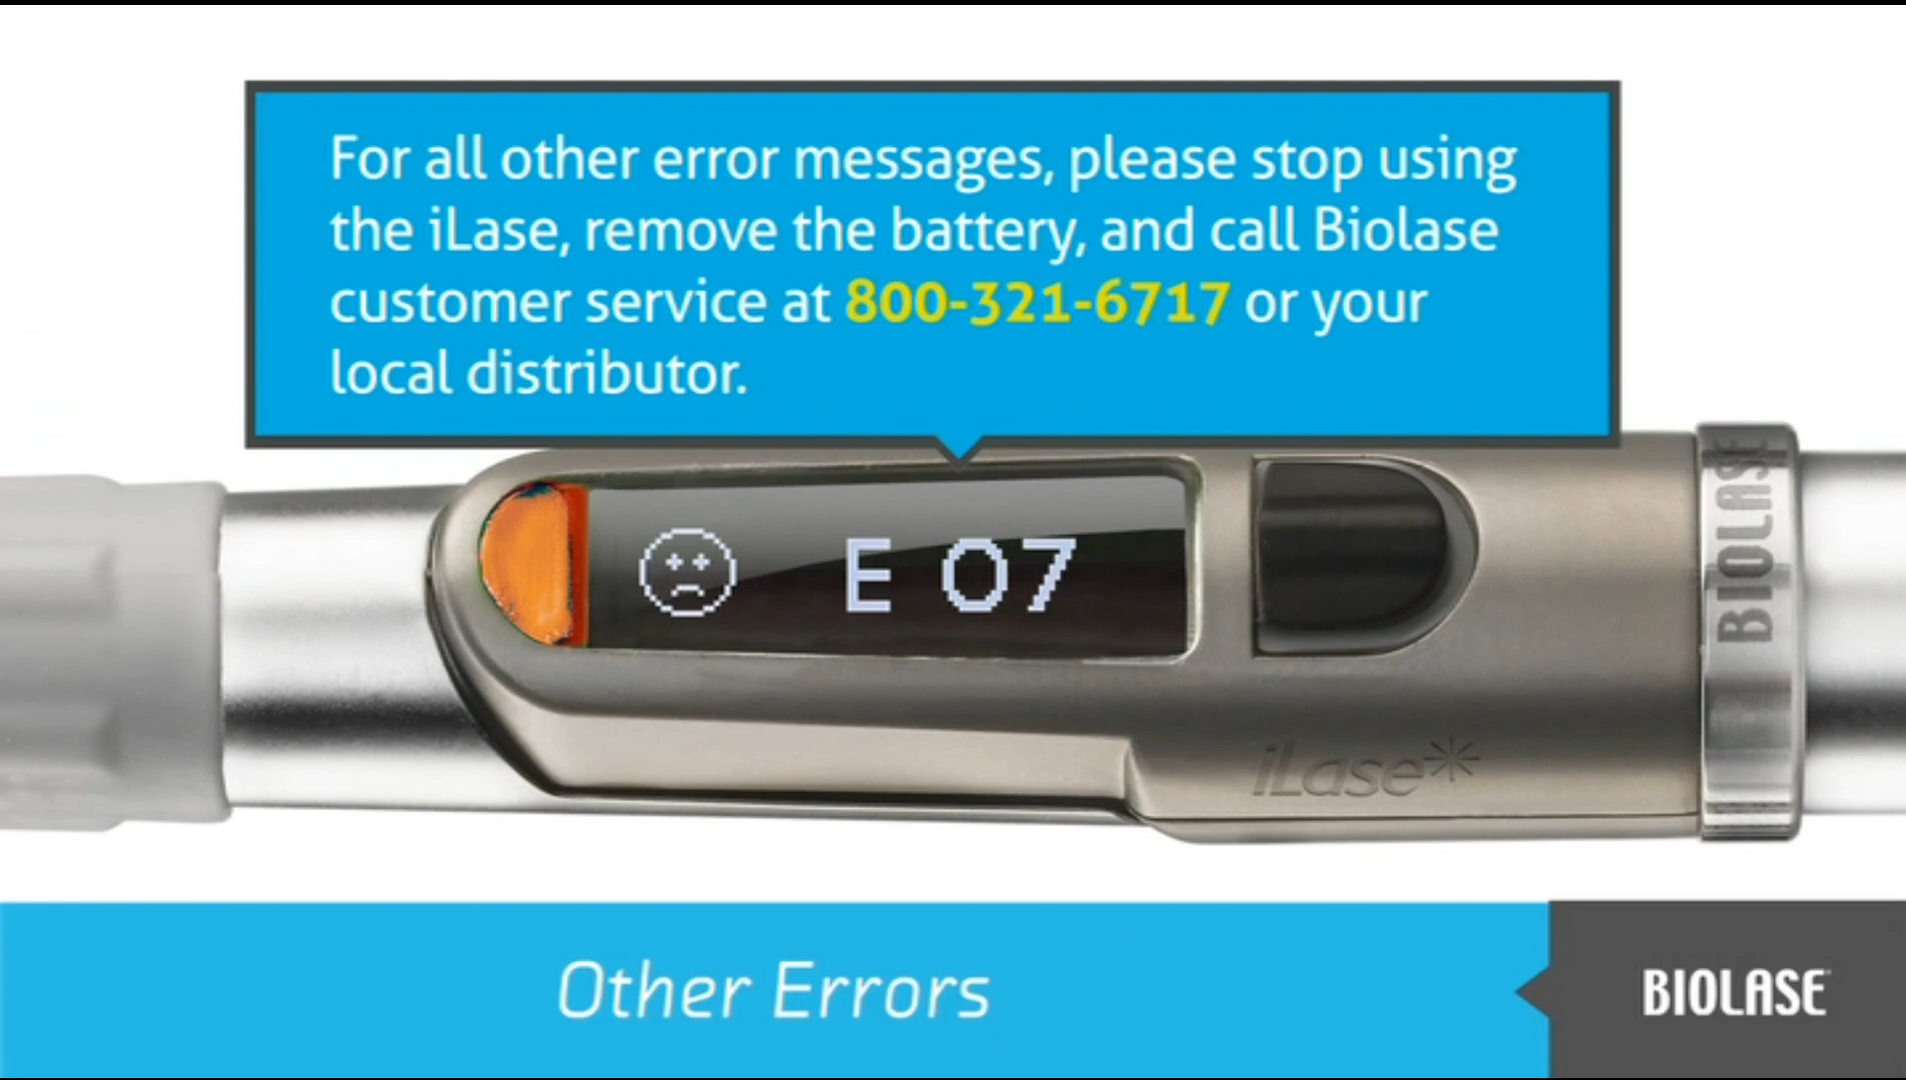 For all other error messages, please stop using
the iLase, remove the battery, and call Biolase
customer service at 800-321-6717 or your
local distributor.
E 07
BIOLASE
iLase
Other Errors
BIOLASE